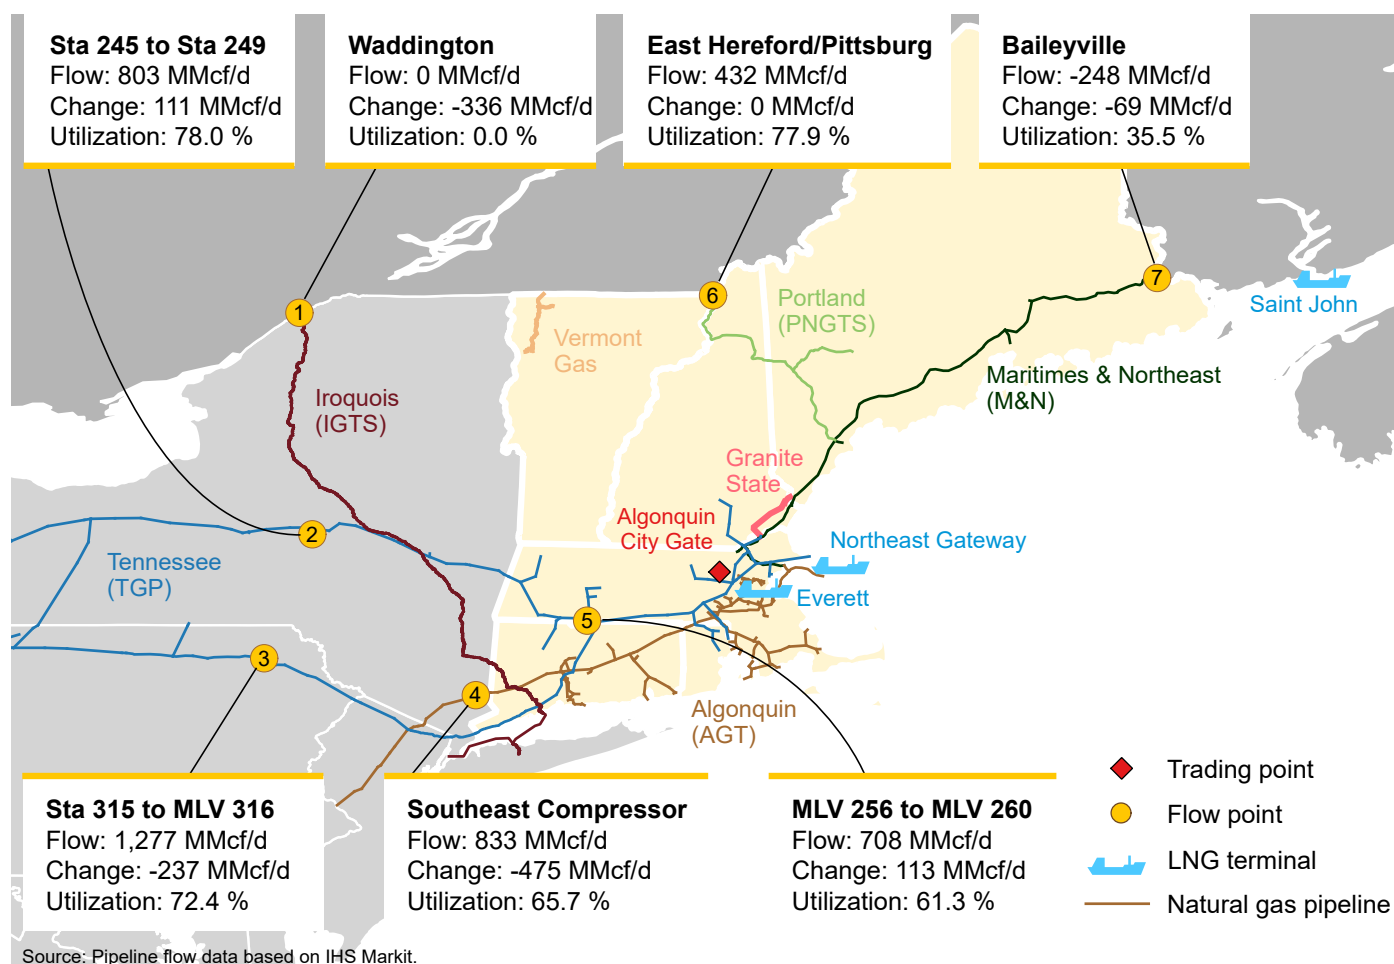 Sta 245 to Sta 249
Flow: 803 MMcf/d
Change: 111 MMcf/d
Utilization: 78.0 %
Waddington
Flow: 0 MMcf/d
Change: -336 MMcf/d
Utilization: 0.0 %
East Hereford/Pittsburg
Flow: 432 MMcf/d
Change: 0 MMcf/d
Utilization: 77.9 %
Baileyville
Flow: -248 MMcf/d
Change: -69 MMcf/d
Utilization: 35.5 %
1
6
7
Saint John
Portland
(PNGTS)
Vermont
Gas
Iroquois
(IGTS)
Maritimes & Northeast
(M&N)
Granite
State
Algonquin
City Gate
2
Northeast Gateway
Tennessee
(TGP)
Everett
5
3
4
Algonquin
(AGT)
Sta 315 to MLV 316
Flow: 1,277 MMcf/d
Change: -237 MMcf/d
Utilization: 72.4 %
Southeast Compressor
Flow: 833 MMcf/d
Change: -475 MMcf/d
Utilization: 65.7 %
MLV 256 to MLV 260
Flow: 708 MMcf/d
Change: 113 MMcf/d
Utilization: 61.3 %
Trading point
Flow point
LNG terminal
Natural gas pipeline
Source: Pipeline flow data based on IHS Markit.